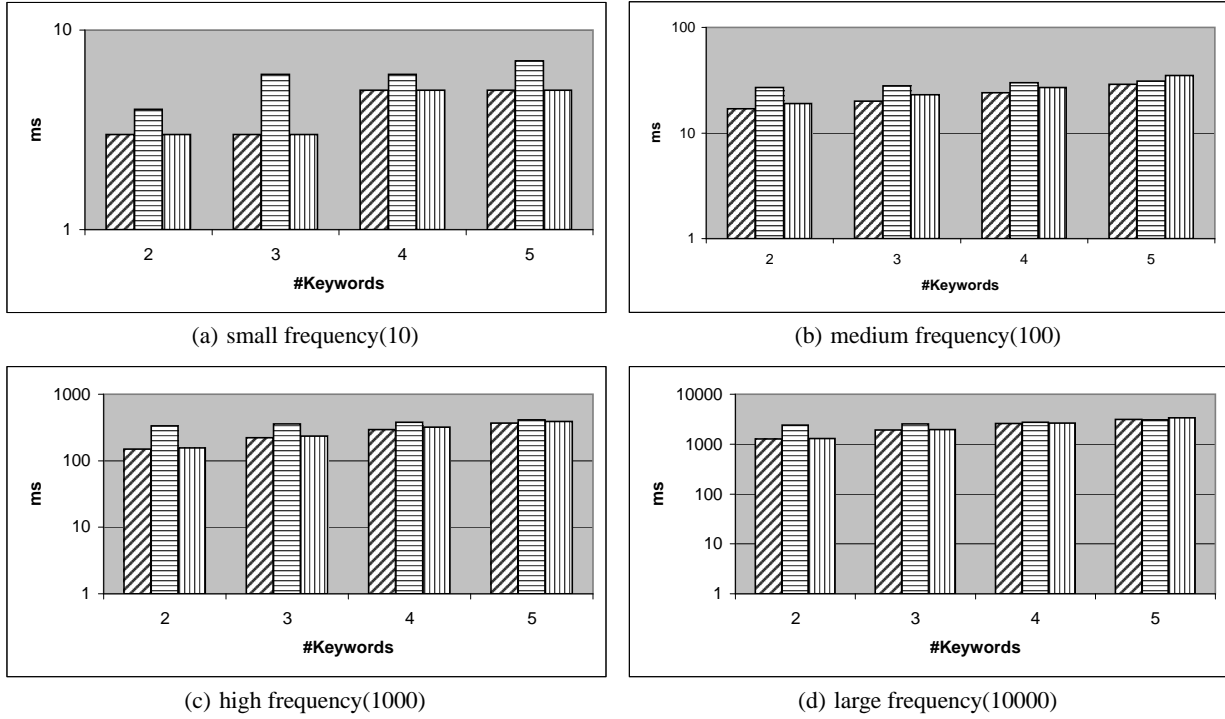 10
1
ms
2 3 4 5
#Keywords
(a) small frequency(10)
100
10
1
ms
2 3 4 5
#Keywords
(b) medium frequency(100)
1000
100
10
1
ms
2 3 4 5
#Keywords
(c) high frequency(1000)
10000
1000
100
10
1
ms
2 3 4 5
#Keywords
(d) large frequency(10000)